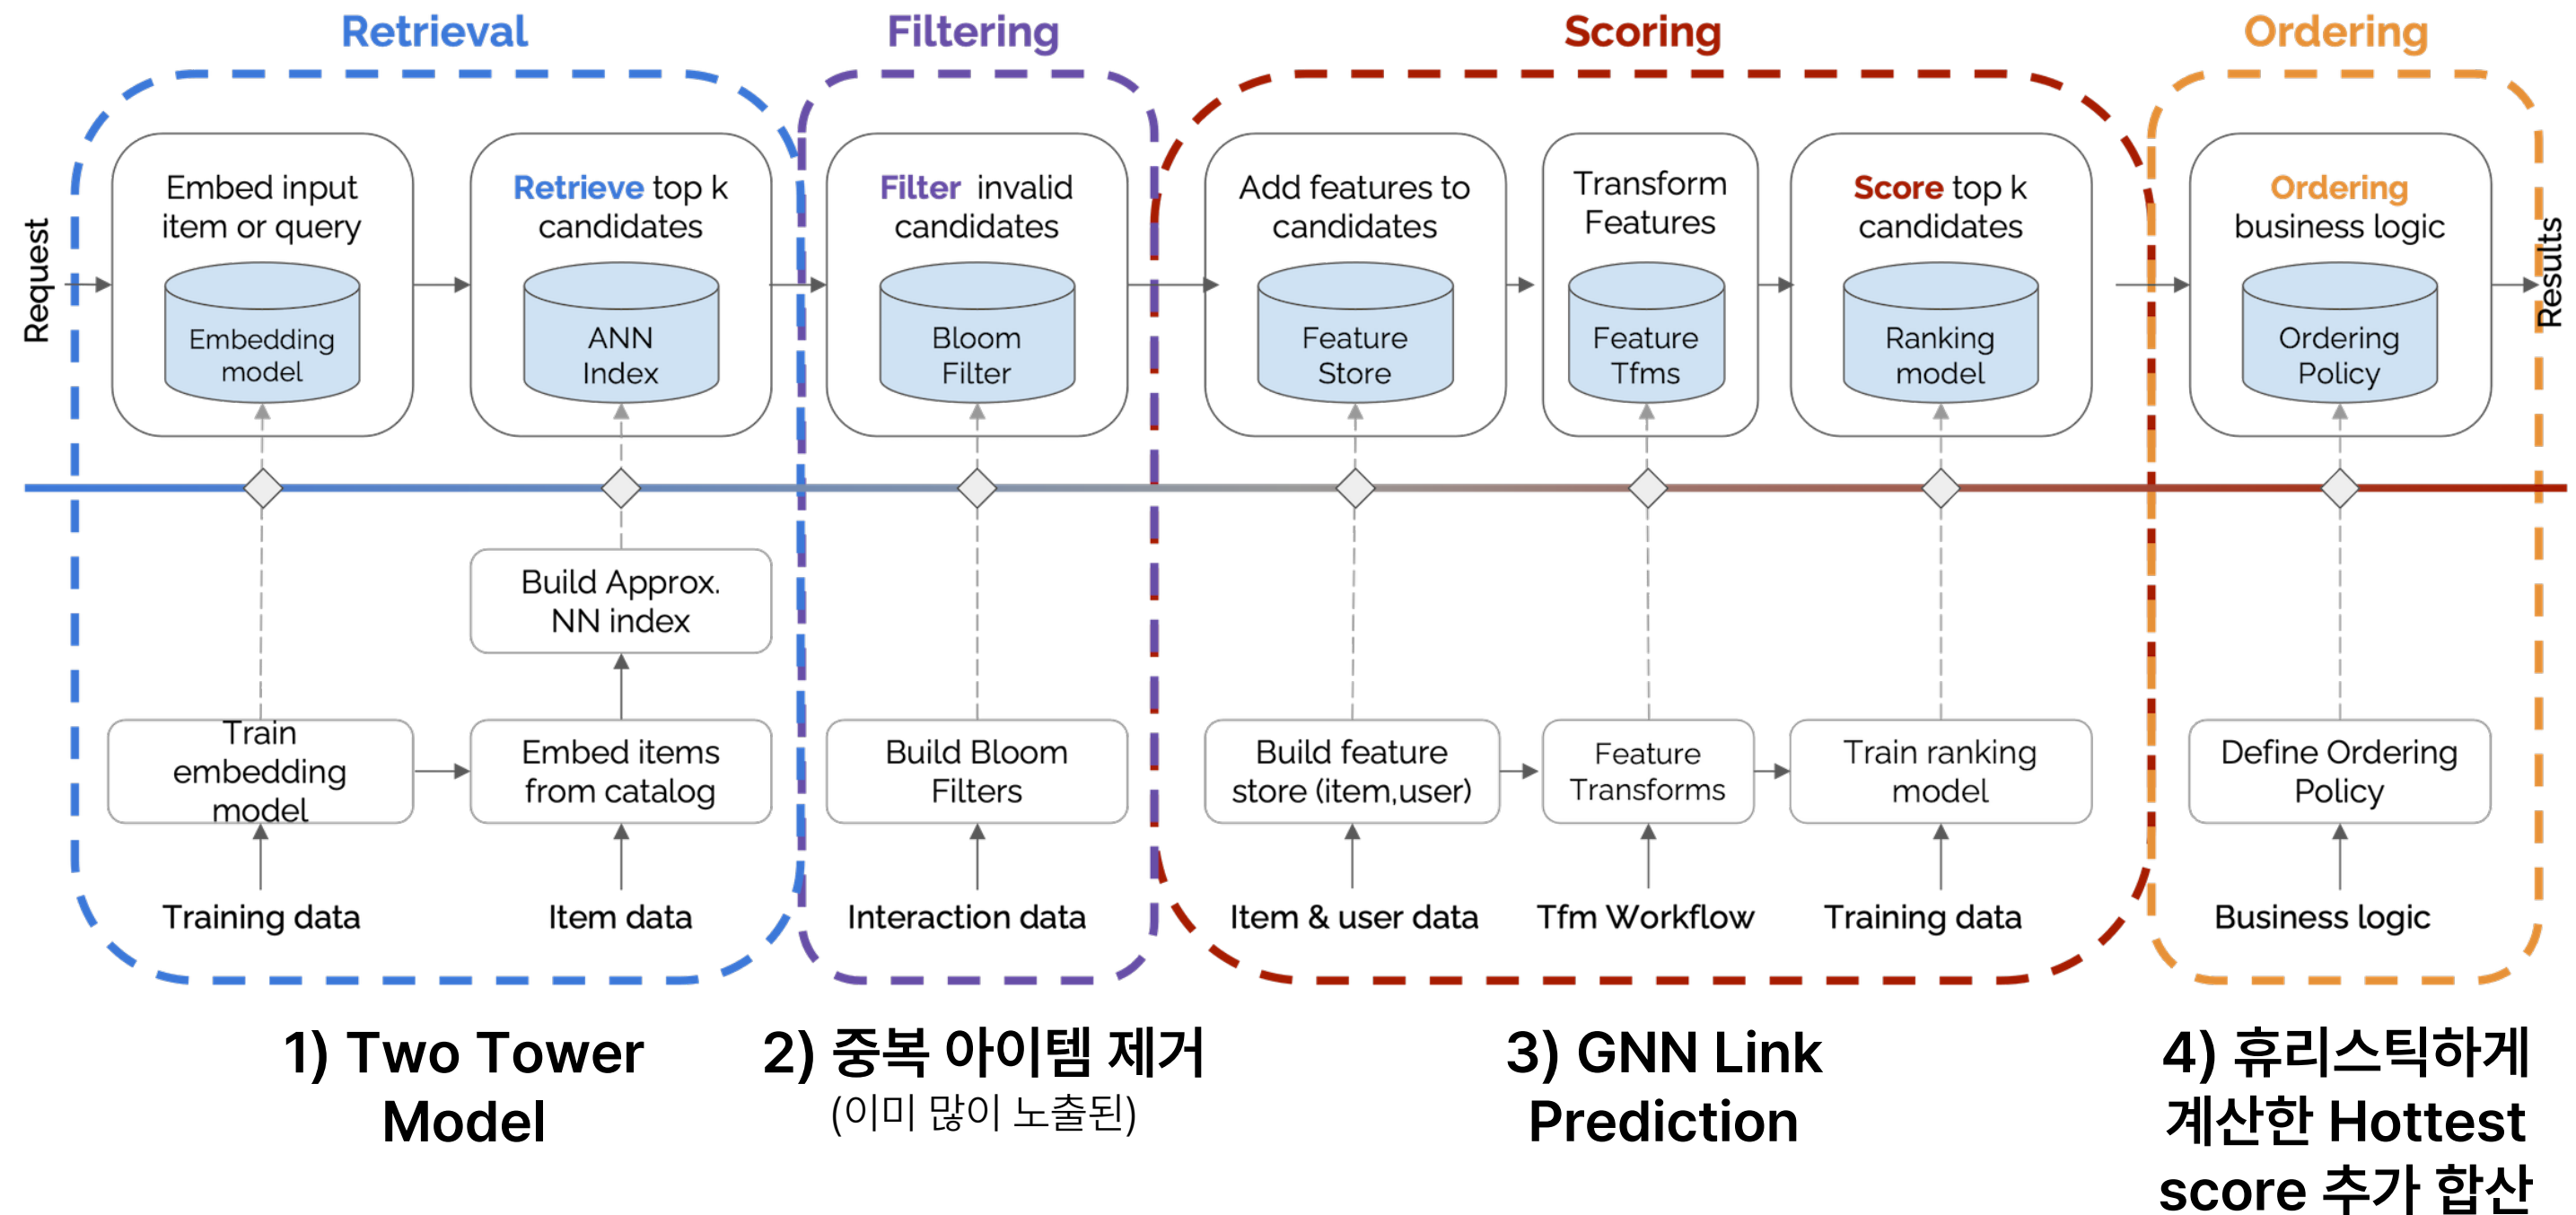 Retrieval
Filtering
Scoring
Ordering
Request
Embed input
item or query
Embedding
model
Retrieve top k
candidates
ANN
Index
Filter invalid
candidates
Bloom
Filter
Add features to
candidates
Feature
Store
Transform
Features
Feature
Tfms
Score top k
candidates
Ranking
model
Ordering
business logic
Ordering
Policy
Results
Build Approx.
NN index
Train
embedding
model
Embed items
from catalog
Build Bloom
Filters
Build feature
store (item,user)
Feature
Transforms
Train ranking
model
Define Ordering
Policy
Training data
Item data
Interaction data
Item & user data
Tfm Workflow
Training data
Business logic
1) Two Tower
Model
2) 중복 아이템 제거
(이미 많이 노출된)
3) GNN Link
Prediction
4) 휴리스틱하게
계산한 Hottest
score 추가 합산